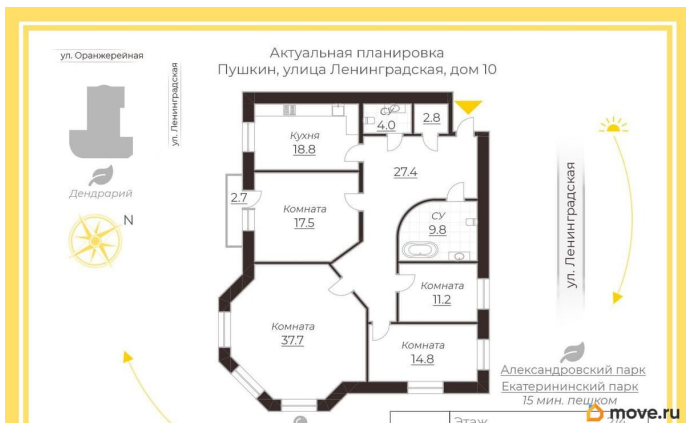 Актуальная планировка
Пушкин, улица Ленинградская, дом 10
ул. Оранжерейная
ул. Ленинградская
Дендрарий
N
Кухня
18.8
СУ
4.0
2.8
27.4
2.7
Комната
17.5
СУ
9.8
Комната
11.2
Комната
37.7
Комната
14.8
ул. Ленинградская
Александровский парк
Екатерининский парк
15 мин. пешком
Этаж 2/4
move.ru